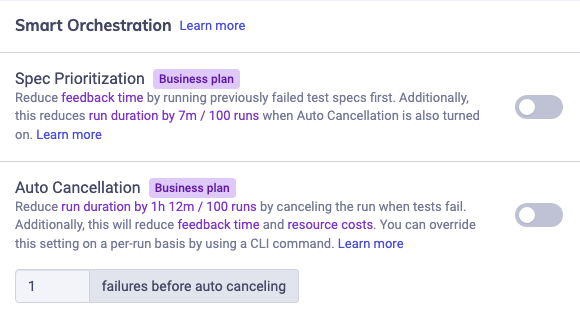 Smart Orchestration Learn more
Spec Prioritization Business plan
Reduce feedback time by running previously failed test specs first. Additionally,
this reduces run duration by 7m / 100 runs when Auto Cancellation is also turned
on. Learn more
Auto Cancellation Business plan
Reduce run duration by 1h 12m / 100 runs by canceling the run when tests fail.
Additionally, this will reduce feedback time and resource costs. You can override
this setting on a per-run basis by using a CLI command. Learn more
1 failures before auto canceling